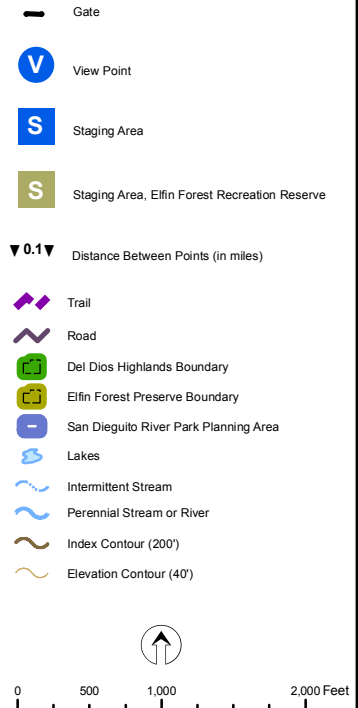 Gate
V
View Point
S
Staging Area
S
Staging Area, Elfin Forest Recreation Reserve
▼ 0.1 ▼ Distance Between Points (in miles)
Trail
Road
Del Dios Highlands Boundary
Elfin Forest Preserve Boundary
San Dieguito River Park Planning Area
Lakes
Intermittent Stream
Perennial Stream or River
Index Contour (200')
Elevation Contour (40')
0 500 1,000 2,000 Feet